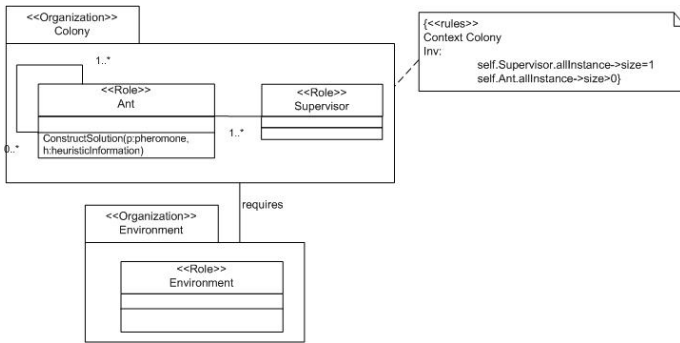 <<Organization>>
Colony
1..*
<<Role>>
Ant
ConstructSolution(p:pheromone,
h:heuristicInformation)
0..*
1..*
<<Role>>
Supervisor
{<<rules>>
Context Colony
Inv:
self.Supervisor.allInstance->size=1
self.Ant.allInstance->size>0}
requires
<<Organization>>
Environment
<<Role>>
Environment